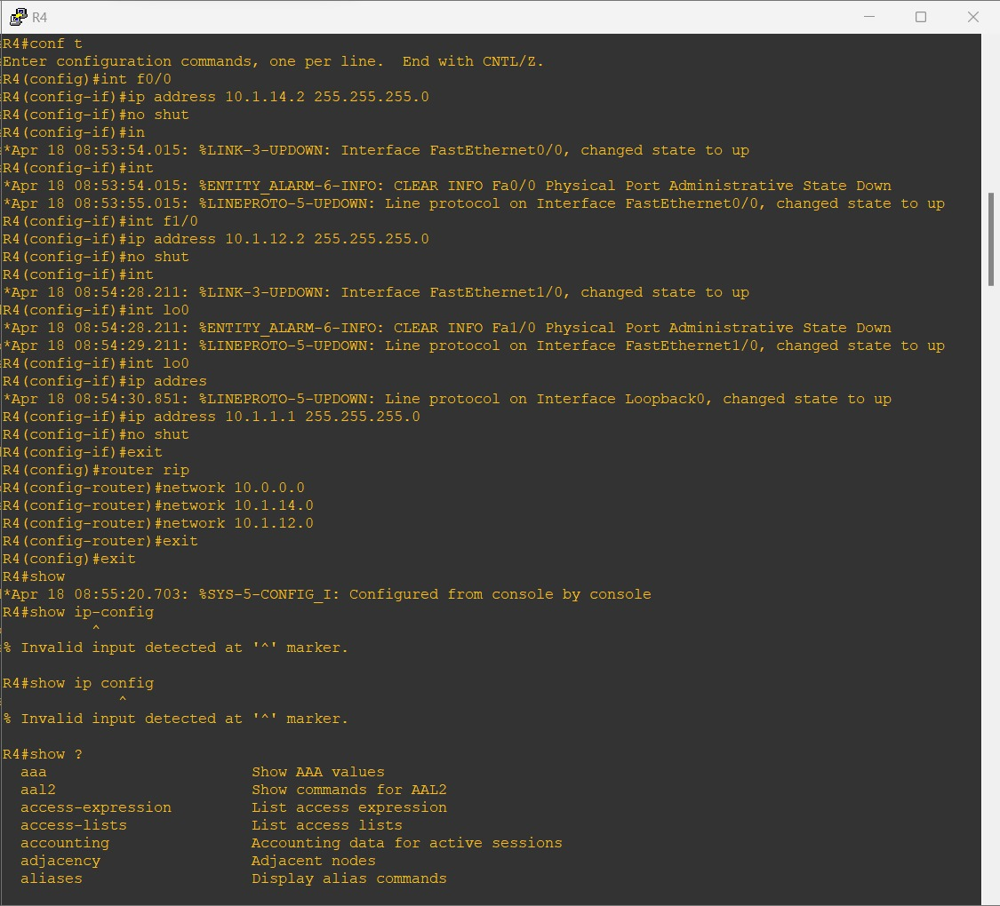 R4
R4#conf t
Enter configuration commands, one per line.  End with CNTL/Z.
R4(config)#int f0/0
R4(config-if)#ip address 10.1.14.2 255.255.255.0
R4(config-if)#no shut
R4(config-if)#in
*Apr 18 08:53:54.015: %LINK-3-UPDOWN: Interface FastEthernet0/0, changed state to up
R4(config-if)#int
*Apr 18 08:53:54.015: %ENTITY_ALARM-6-INFO: CLEAR INFO Fa0/0 Physical Port Administrative State Down
*Apr 18 08:53:55.015: %LINEPROTO-5-UPDOWN: Line protocol on Interface FastEthernet0/0, changed state to up
R4(config-if)#int f1/0
R4(config-if)#ip address 10.1.12.2 255.255.255.0
R4(config-if)#no shut
R4(config-if)#int
*Apr 18 08:54:28.211: %LINK-3-UPDOWN: Interface FastEthernet1/0, changed state to up
R4(config-if)#int lo0
*Apr 18 08:54:28.211: %ENTITY_ALARM-6-INFO: CLEAR INFO Fa1/0 Physical Port Administrative State Down
*Apr 18 08:54:29.211: %LINEPROTO-5-UPDOWN: Line protocol on Interface FastEthernet1/0, changed state to up
R4(config-if)#int lo0
R4(config-if)#ip addres
*Apr 18 08:54:30.851: %LINEPROTO-5-UPDOWN: Line protocol on Interface Loopback0, changed state to up
R4(config-if)#ip address 10.1.1.1 255.255.255.0
R4(config-if)#no shut
R4(config-if)#exit
R4(config)#router rip
R4(config-router)#network 10.0.0.0
R4(config-router)#network 10.1.14.0
R4(config-router)#network 10.1.12.0
R4(config-router)#exit
R4(config)#exit
R4#show
*Apr 18 08:55:20.703: %SYS-5-CONFIG_I: Configured from console by console
R4#show ip-config
^
% Invalid input detected at '^' marker.
R4#show ip config
^
% Invalid input detected at '^' marker.
R4#show ?
aaa                       Show AAA values
aal2                      Show commands for AAL2
access-expression         List access expression
access-lists              List access lists
accounting                Accounting data for active sessions
adjacency                 Adjacent nodes
aliases                   Display alias commands